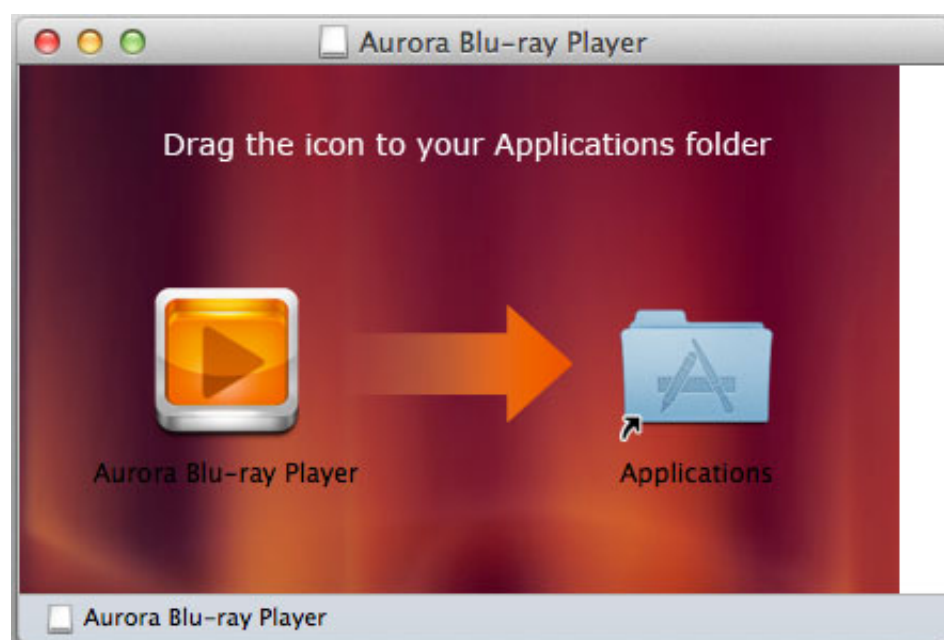 Aurora Blu-ray Player
Drag the icon to your Applications folder
Aurora Blu-ray Player
Applications
Aurora Blu-ray Player